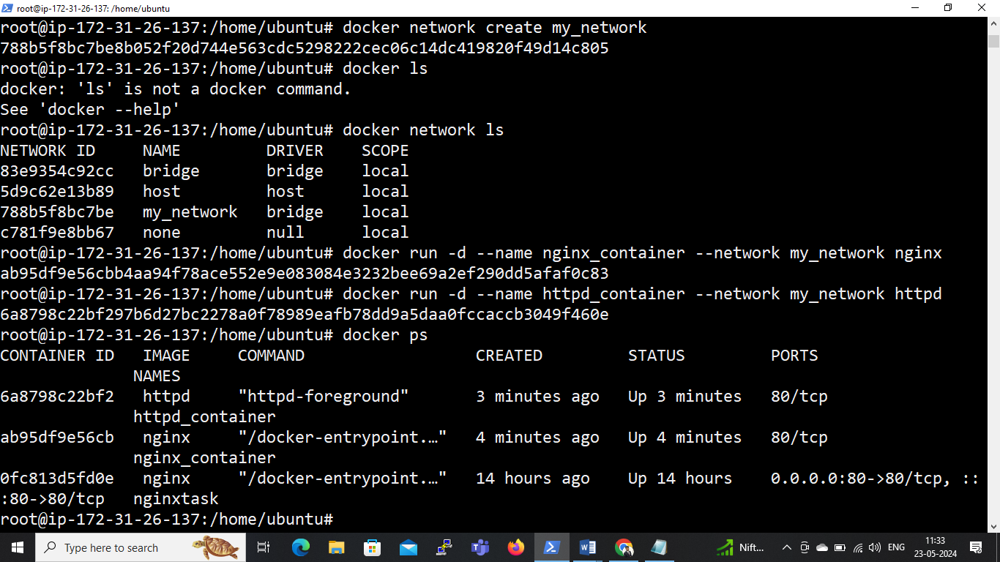 root@ip-172-31-26-137: /home/ubuntu
root@ip-172-31-26-137:/home/ubuntu# docker network create my_network
788b5f8bc7be8b052f20d744e563cdc5298222cec06c14dc419820f49d14c805
root@ip-172-31-26-137:/home/ubuntu# docker ls
docker: 'ls' is not a docker command.
See 'docker --help'
root@ip-172-31-26-137:/home/ubuntu# docker network ls
NETWORK ID     NAME         DRIVER    SCOPE
83e9354c92cc   bridge       bridge    local
5d9c62e13b89   host         host      local
788b5f8bc7be   my_network   bridge    local
c781f9e8bb67   none         null      local
root@ip-172-31-26-137:/home/ubuntu# docker run -d --name nginx_container --network my_network nginx
ab95df9e56cbb4aa94f78ace552e9e083084e3232bee69a2ef290dd5afaf0c83
root@ip-172-31-26-137:/home/ubuntu# docker run -d --name httpd_container --network my_network httpd
6a8798c22bf297b6d27bc2278a0f78989eafb78dd9a5daa0fccaccb3049f460e
root@ip-172-31-26-137:/home/ubuntu# docker ps
CONTAINER ID   IMAGE     COMMAND                  CREATED         STATUS         PORTS
NAMES
6a8798c22bf2   httpd     "httpd-foreground"       3 minutes ago   Up 3 minutes   80/tcp
httpd_container
ab95df9e56cb   nginx     "/docker-entrypoint.…"   4 minutes ago   Up 4 minutes   80/tcp
nginx_container
0fc813d5fd0e   nginx     "/docker-entrypoint.…"   14 hours ago    Up 14 hours    0.0.0.0:80->80/tcp, ::
:80->80/tcp   nginxtask
root@ip-172-31-26-137:/home/ubuntu#
Type here to search
Nift...
ENG
11:33
23-05-2024